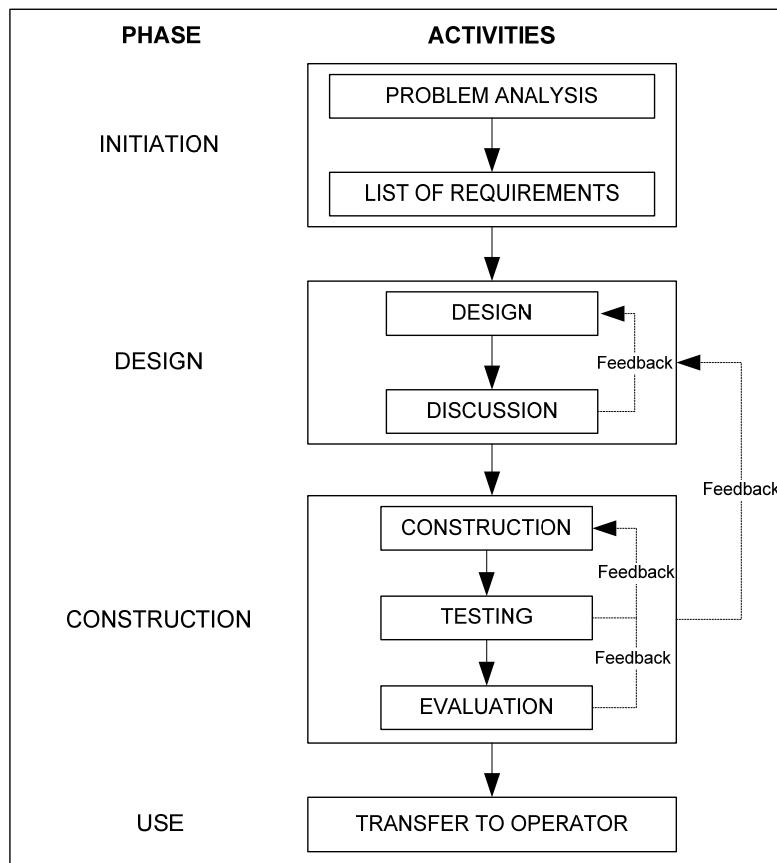 PHASE
ACTIVITIES
PROBLEM ANALYSIS
INITIATION
LIST OF REQUIREMENTS
DESIGN
Feedback
DESIGN
DISCUSSION
Feedback
CONSTRUCTION
Feedback
TESTING
CONSTRUCTION
Feedback
EVALUATION
USE
TRANSFER TO OPERATOR